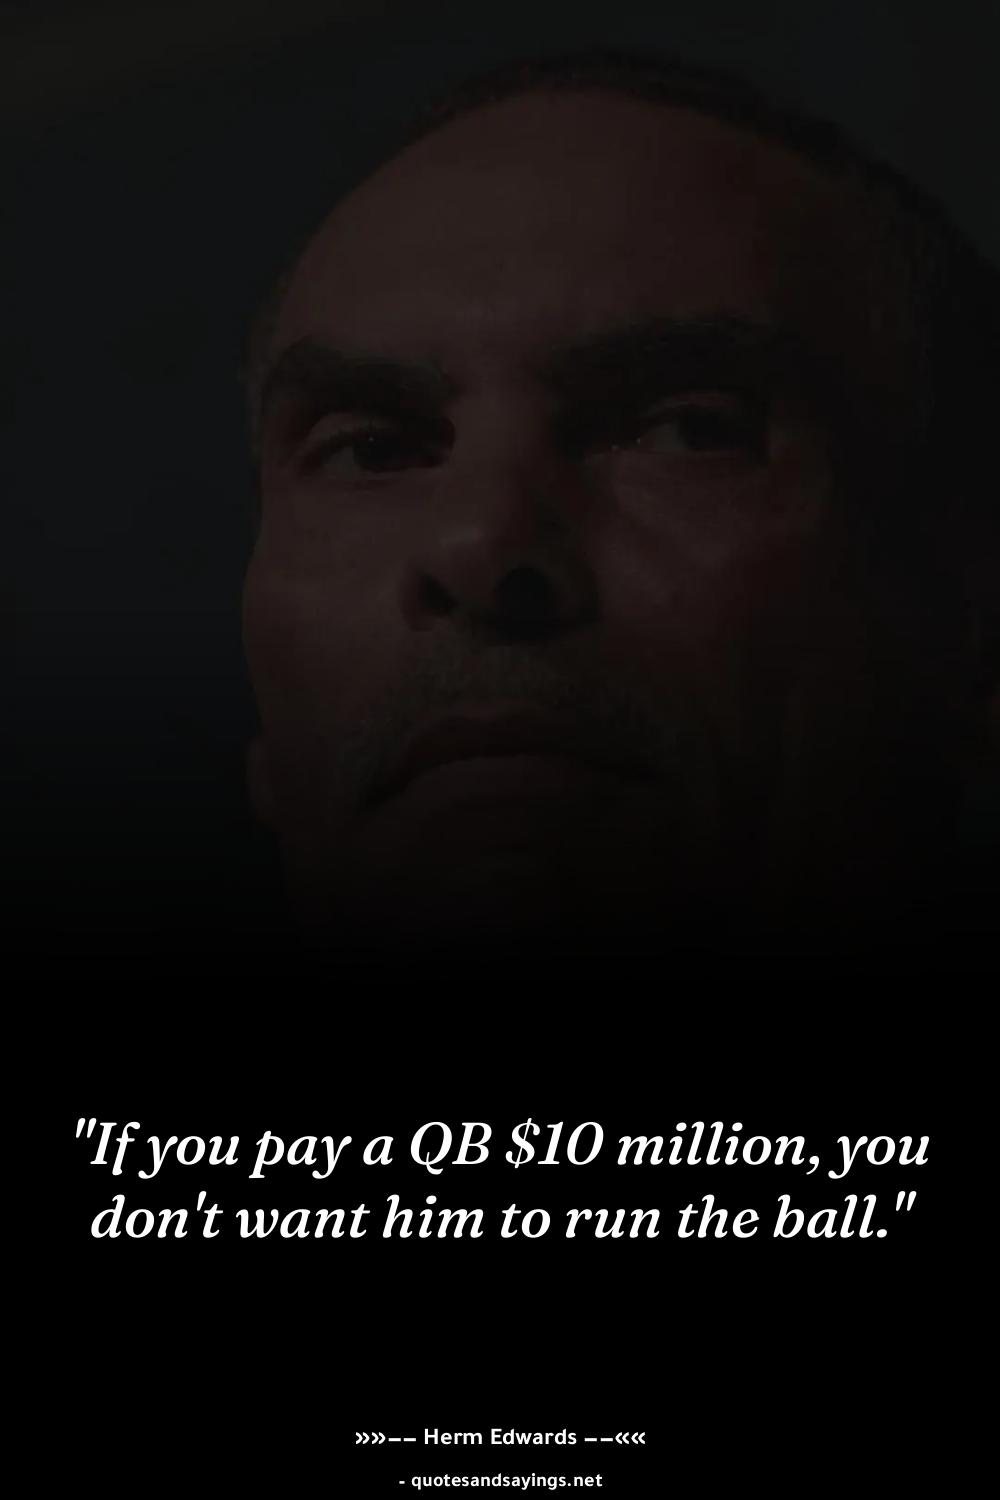 "If you pay a QB $10 million, you
don't want him to run the ball."
»»–– Herm Edwards ––««
- quotesandsayings.net